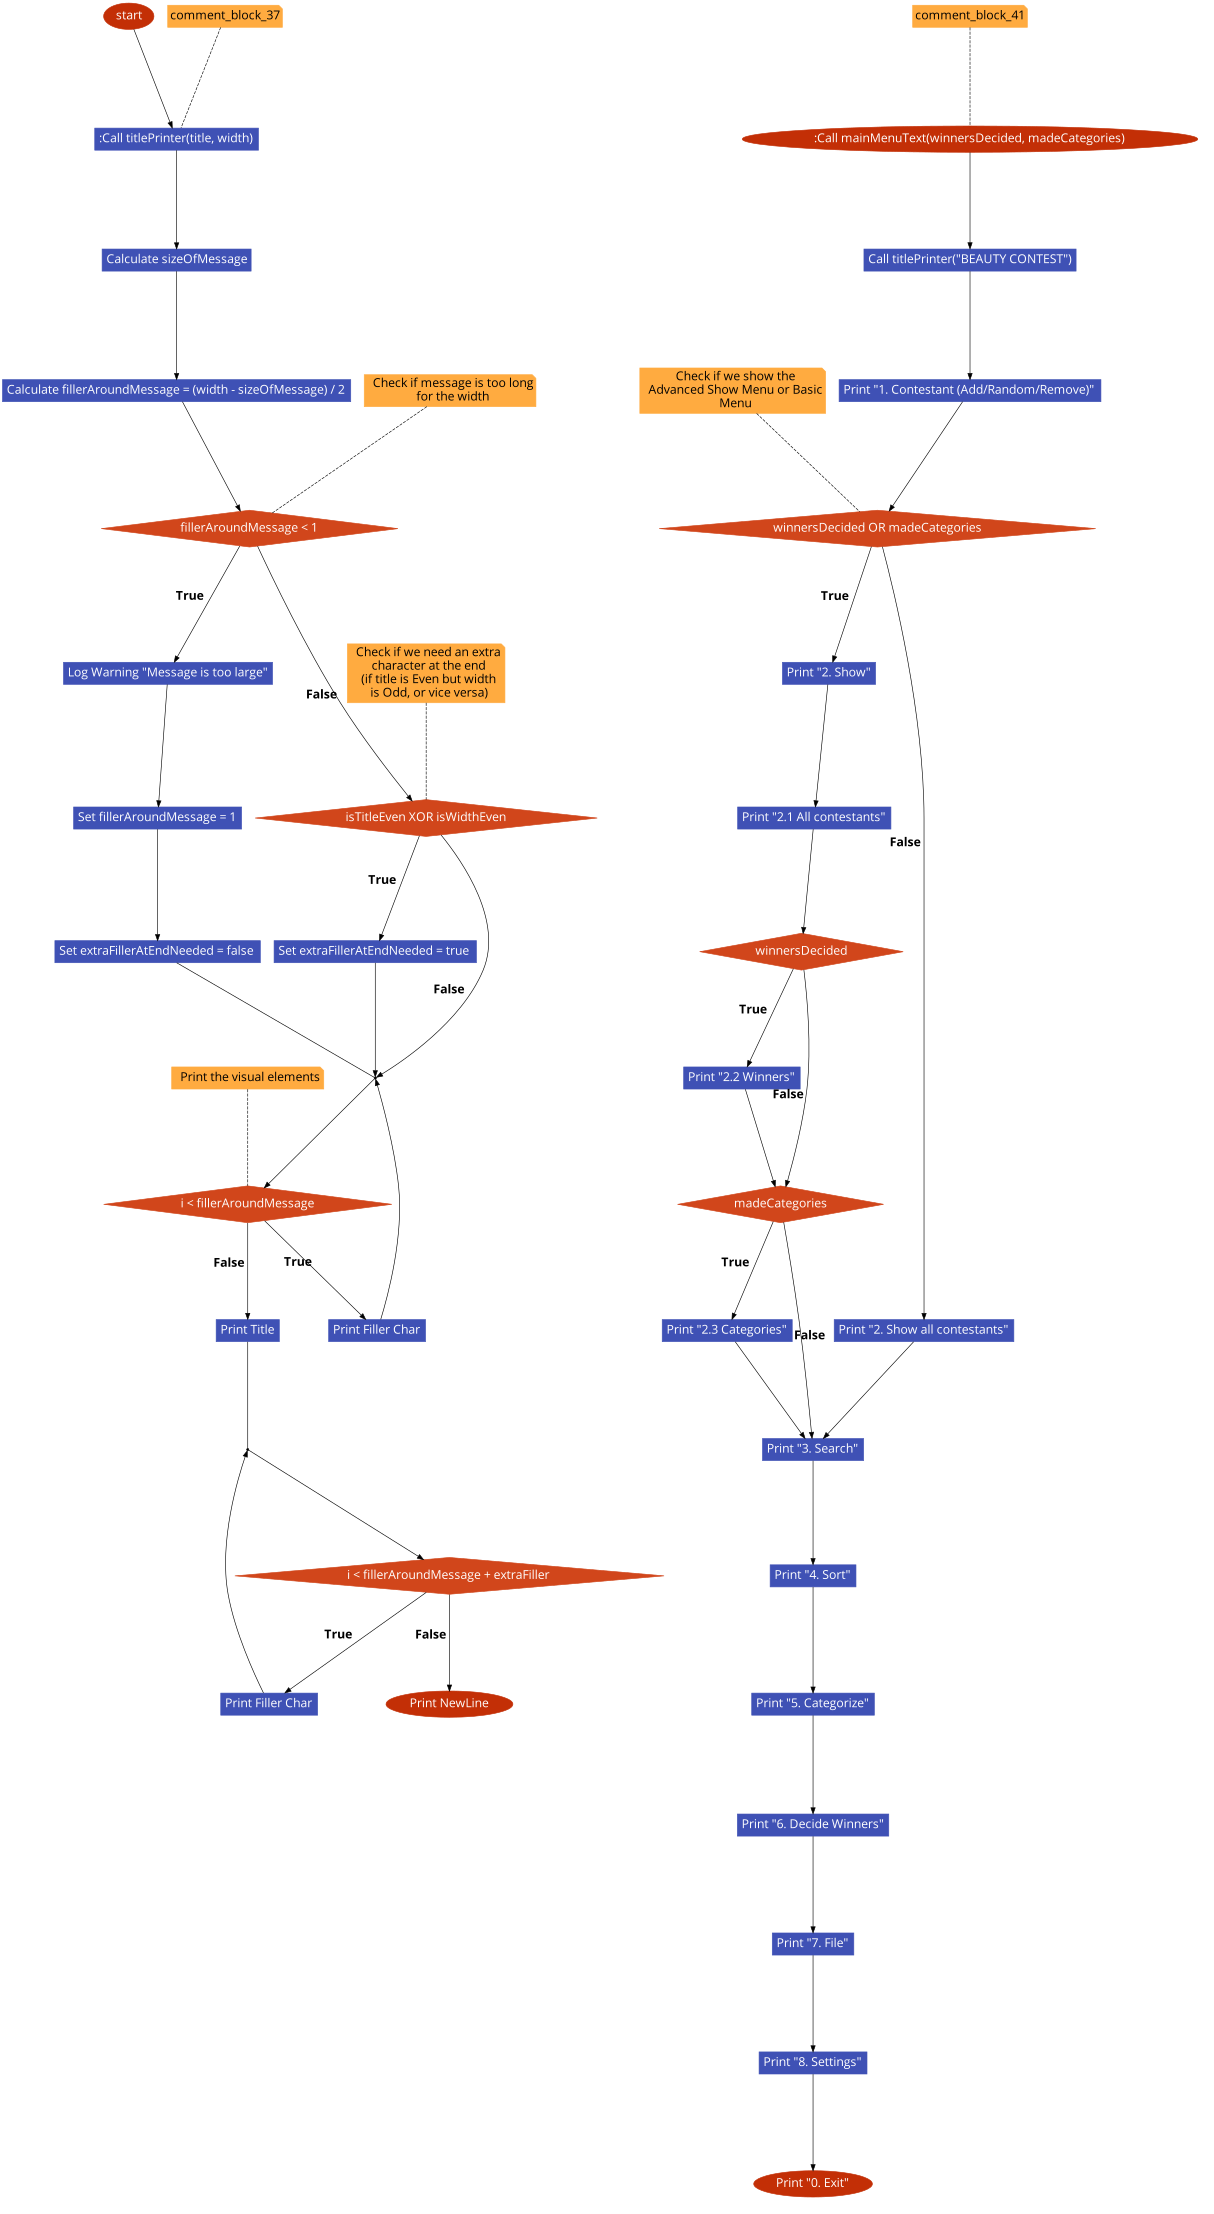 start
comment_block_37
:Call titlePrinter(title, width)
Calculate sizeOfMessage
Calculate fillerAroundMessage = (width - sizeOfMessage) / 2
Check if message is too long
for the width
fillerAroundMessage < 1
True
False
Log Warning "Message is too large"
Check if we need an extra
character at the end
(if title is Even but width
is Odd, or vice versa)
Set fillerAroundMessage = 1
isTitleEven XOR isWidthEven
True
False
Set extraFillerAtEndNeeded = false
Set extraFillerAtEndNeeded = true
Print the visual elements
i < fillerAroundMessage
False
True
Print Title
Print Filler Char
i < fillerAroundMessage + extraFiller
True
False
Print Filler Char
Print NewLine
comment_block_41
:Call mainMenuText(winnersDecided, madeCategories)
Call titlePrinter("BEAUTY CONTEST")
Check if we show the
Advanced Show Menu or Basic
Menu
Print "1. Contestant (Add/Random/Remove)"
winnersDecided OR madeCategories
True
False
Print "2. Show"
Print "2.1 All contestants"
winnersDecided
True
False
Print "2.2 Winners"
madeCategories
True
False
Print "2.3 Categories"
Print "2. Show all contestants"
Print "3. Search"
Print "4. Sort"
Print "5. Categorize"
Print "6. Decide Winners"
Print "7. File"
Print "8. Settings"
Print "0. Exit"